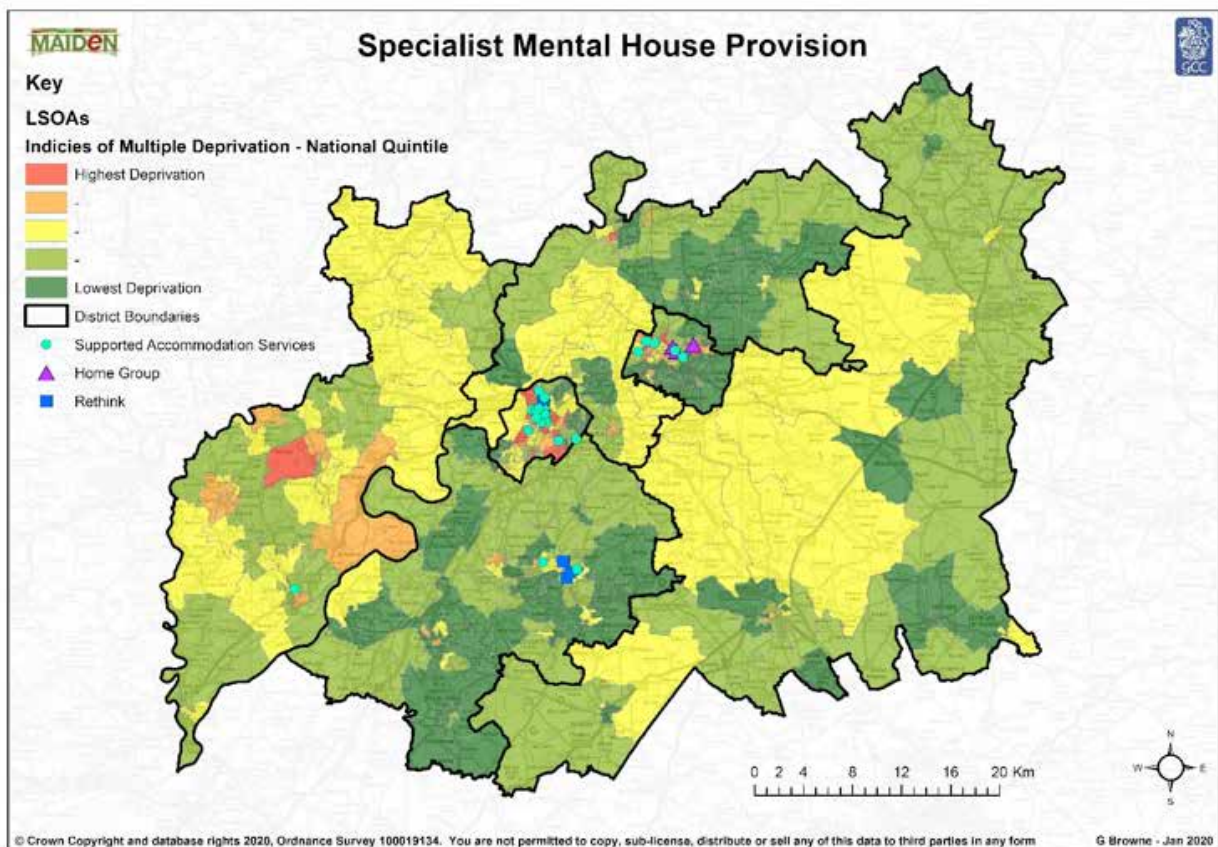 MAIDeN
Specialist Mental House Provision
GCC
Key
LSOAs
Indicies of Multiple Deprivation - National Quintile
Highest Deprivation
-
-
-
Lowest Deprivation
District Boundaries
Supported Accommodation Services
Home Group
Rethink
0 2 4 8 12 16 20 Km
N
W E
S
© Crown Copyright and database rights 2020, Ordnance Survey 100019134. You are not permitted to copy, sub-license, distribute or sell any of this data to third parties in any form
G Browne - Jan 2020